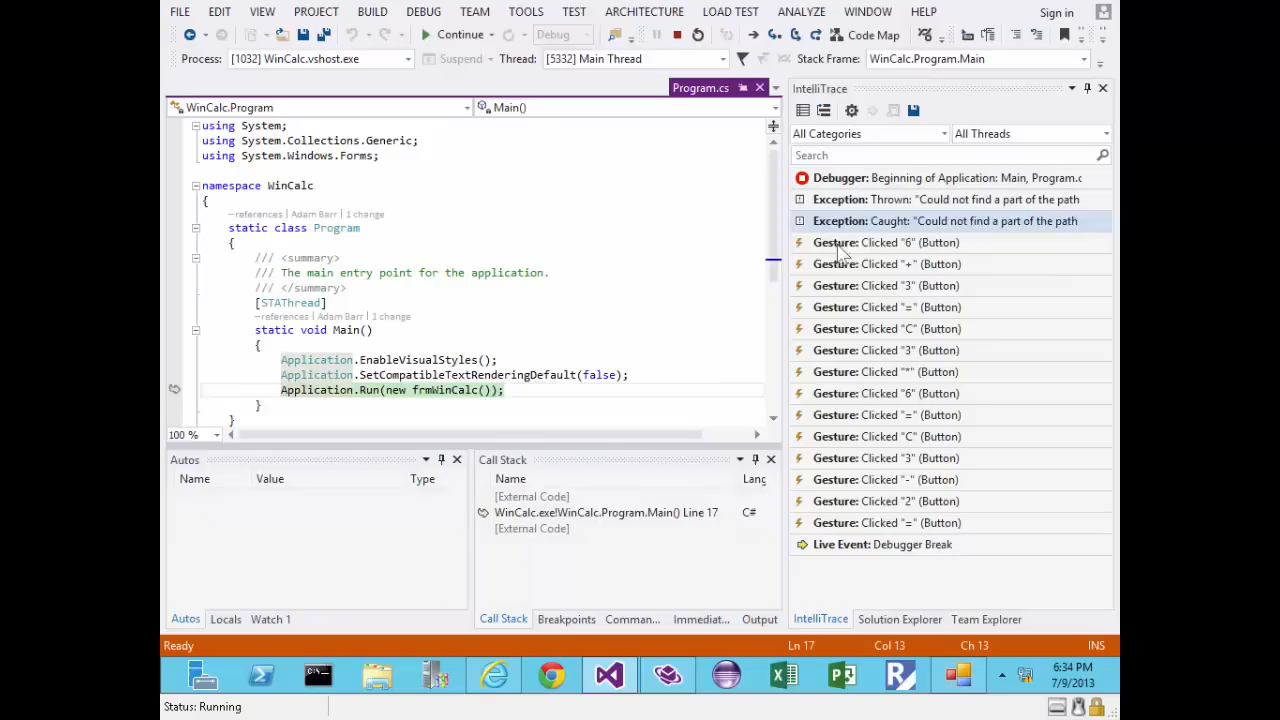 FILE EDIT VIEW PROJECT BUILD DEBUG TEAM TOOLS TEST ARCHITECTURE LOAD TEST ANALYZE WINDOW HELP Sign in
Continue Debug Code Map
Process: [1032] WinCalc.vshost.exe Suspend Thread: [5332] Main Thread Stack Frame: WinCalc.Program.Main
Program.cs
WinCalc.Program Main()
using System;
using System.Collections.Generic;
using System.Windows.Forms;
namespace WinCalc
{
–references | Adam Barr | 1 change
static class Program
{
/// <summary>
/// The main entry point for the application.
/// </summary>
[STAThread]
–references | Adam Barr | 1 change
static void Main()
{
Application.EnableVisualStyles();
Application.SetCompatibleTextRenderingDefault(false);
Application.Run(new frmWinCalc());
}
}
100 %
IntelliTrace
All Categories All Threads
Search
Debugger: Beginning of Application: Main, Program.c
Exception: Thrown: "Could not find a part of the path
Exception: Caught: "Could not find a part of the path
Gesture: Clicked "6" (Button)
Gesture: Clicked "+" (Button)
Gesture: Clicked "3" (Button)
Gesture: Clicked "=" (Button)
Gesture: Clicked "C" (Button)
Gesture: Clicked "3" (Button)
Gesture: Clicked "*" (Button)
Gesture: Clicked "6" (Button)
Gesture: Clicked "=" (Button)
Gesture: Clicked "C" (Button)
Gesture: Clicked "3" (Button)
Gesture: Clicked "-" (Button)
Gesture: Clicked "2" (Button)
Gesture: Clicked "=" (Button)
Live Event: Debugger Break
Autos
Name Value Type
Call Stack
Name Lang
[External Code]
WinCalc.exe!WinCalc.Program.Main() Line 17 C#
[External Code]
Autos Locals Watch 1
Call Stack Breakpoints Comman... Immediat... Output
IntelliTrace Solution Explorer Team Explorer
Ready Ln 17 Col 13 Ch 13 INS
6:34 PM
7/9/2013
Status: Running